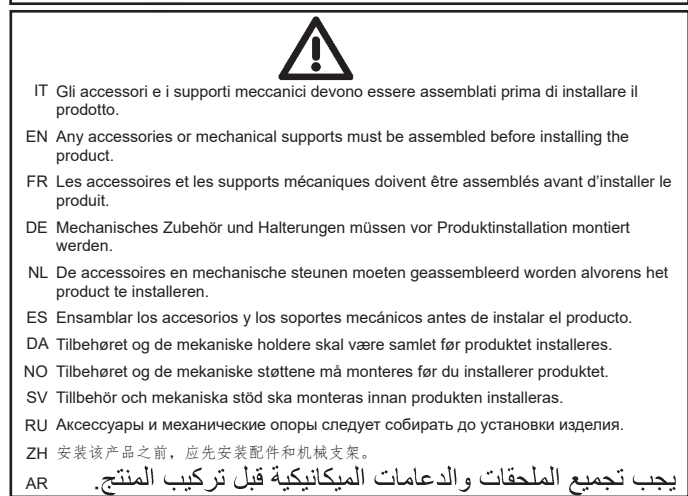 IT Gli accessori e i supporti meccanici devono essere assemblati prima di installare il
prodotto.
EN Any accessories or mechanical supports must be assembled before installing the
product.
FR Les accessoires et les supports mécaniques doivent être assemblés avant d’installer le
produit.
DE Mechanisches Zubehör und Halterungen müssen vor Produktinstallation montiert
werden.
NL De accessoires en mechanische steunen moeten geassembleerd worden alvorens het
product te installeren.
ES Ensamblar los accesorios y los soportes mecánicos antes de instalar el producto.
DA Tilbehøret og de mekaniske holdere skal være samlet før produktet installeres.
NO Tilbehøret og de mekaniske støttene må monteres før du installerer produktet.
SV Tillbehör och mekaniska stöd ska monteras innan produkten installeras.
RU Аксессуары и механические опоры следует собирать до установки изделия.
ZH 安装该产品之前，应先安装配件和机械支架。
AR يجب تجميع الملحقات والدعامات الميكانيكية قبل تركيب المنتج.